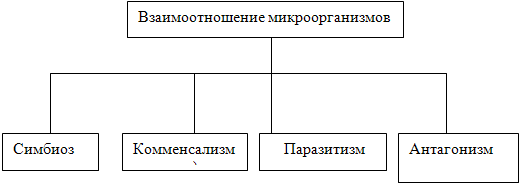 Взаимоотношение микроорганизмов
Симбиоз
Комменсализм
Паразитизм
Антагонизм